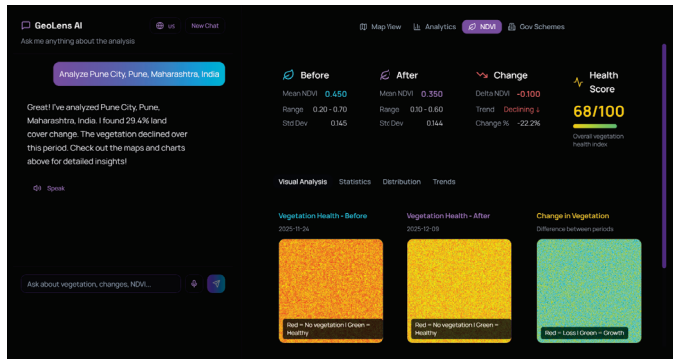 GeoLens AI
us
New Chat
Ask me anything about the analysis
Analyze Pune City, Pune, Maharashtra, India
Great! I've analyzed Pune City, Pune,
Maharashtra, India. I found 29.4% land
cover change. The vegetation declined over
this period. Check out the maps and charts
above for detailed insights!
Speak
Ask about vegetation, changes, NDVI...
Map View
Analytics
NDVI
Gov Schemes
Before
Mean NDVI 0.450
Range 0.20 - 0.70
Std Dev 0.145
After
Mean NDVI 0.350
Range 0.10 - 0.60
Std Dev 0.144
Change
Delta NDVI -0.100
Trend Declining ↓
Change % -22.2%
Health
Score
68/100
Overall vegetation
health index
Visual Analysis
Statistics
Distribution
Trends
Vegetation Health - Before
2025-11-24
Red = No vegetation | Green =
Healthy
Vegetation Health - After
2025-12-09
Red = No vegetation | Green =
Healthy
Change in Vegetation
Difference between periods
Red = Loss | Green = Growth